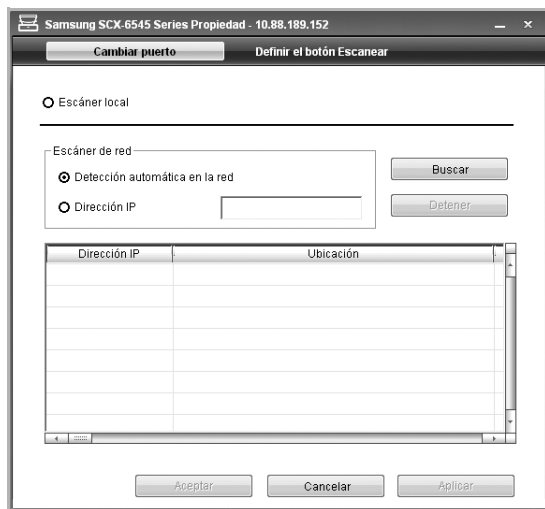 Samsung SCX-6545 Series Propiedad - 10.88.189.152
Cambiar puerto Definir el botón Escanear
Escáner local
Escáner de red
Detección automática en la red
Buscar
Dirección IP
Detener
Dirección IP Ubicación
Aceptar Cancelar Aplicar